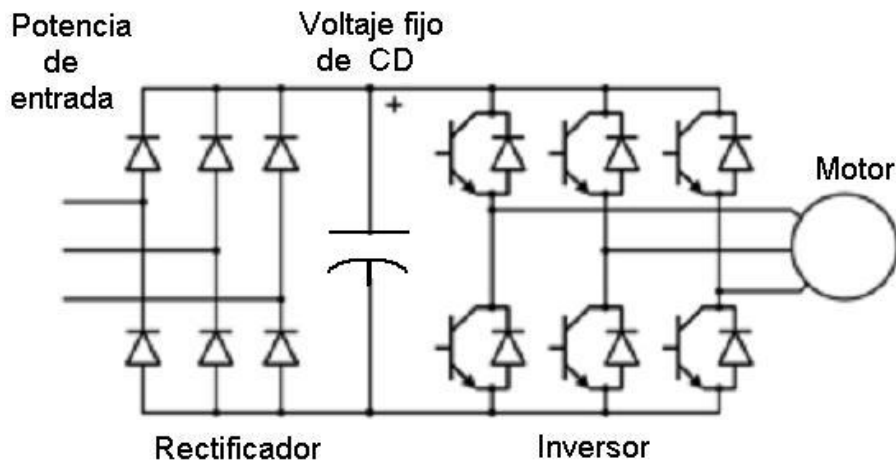 Potencia
de
entrada
Voltaje fijo
de CD
+
Motor
Rectificador
Inversor